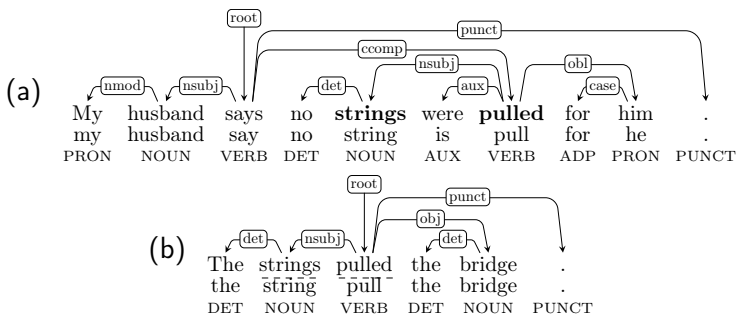 root
punct
ccomp
nsubj obl
nmod nsubj det aux case
(a)
My husband says no strings were pulled for him .
my husband say no string is pull for he .
PRON NOUN VERB DET NOUN AUX VERB ADP PRON PUNCT
root
punct
obj
det nsubj det
(b)
The strings pulled the bridge .
the string pull the bridge .
DET NOUN VERB DET NOUN PUNCT